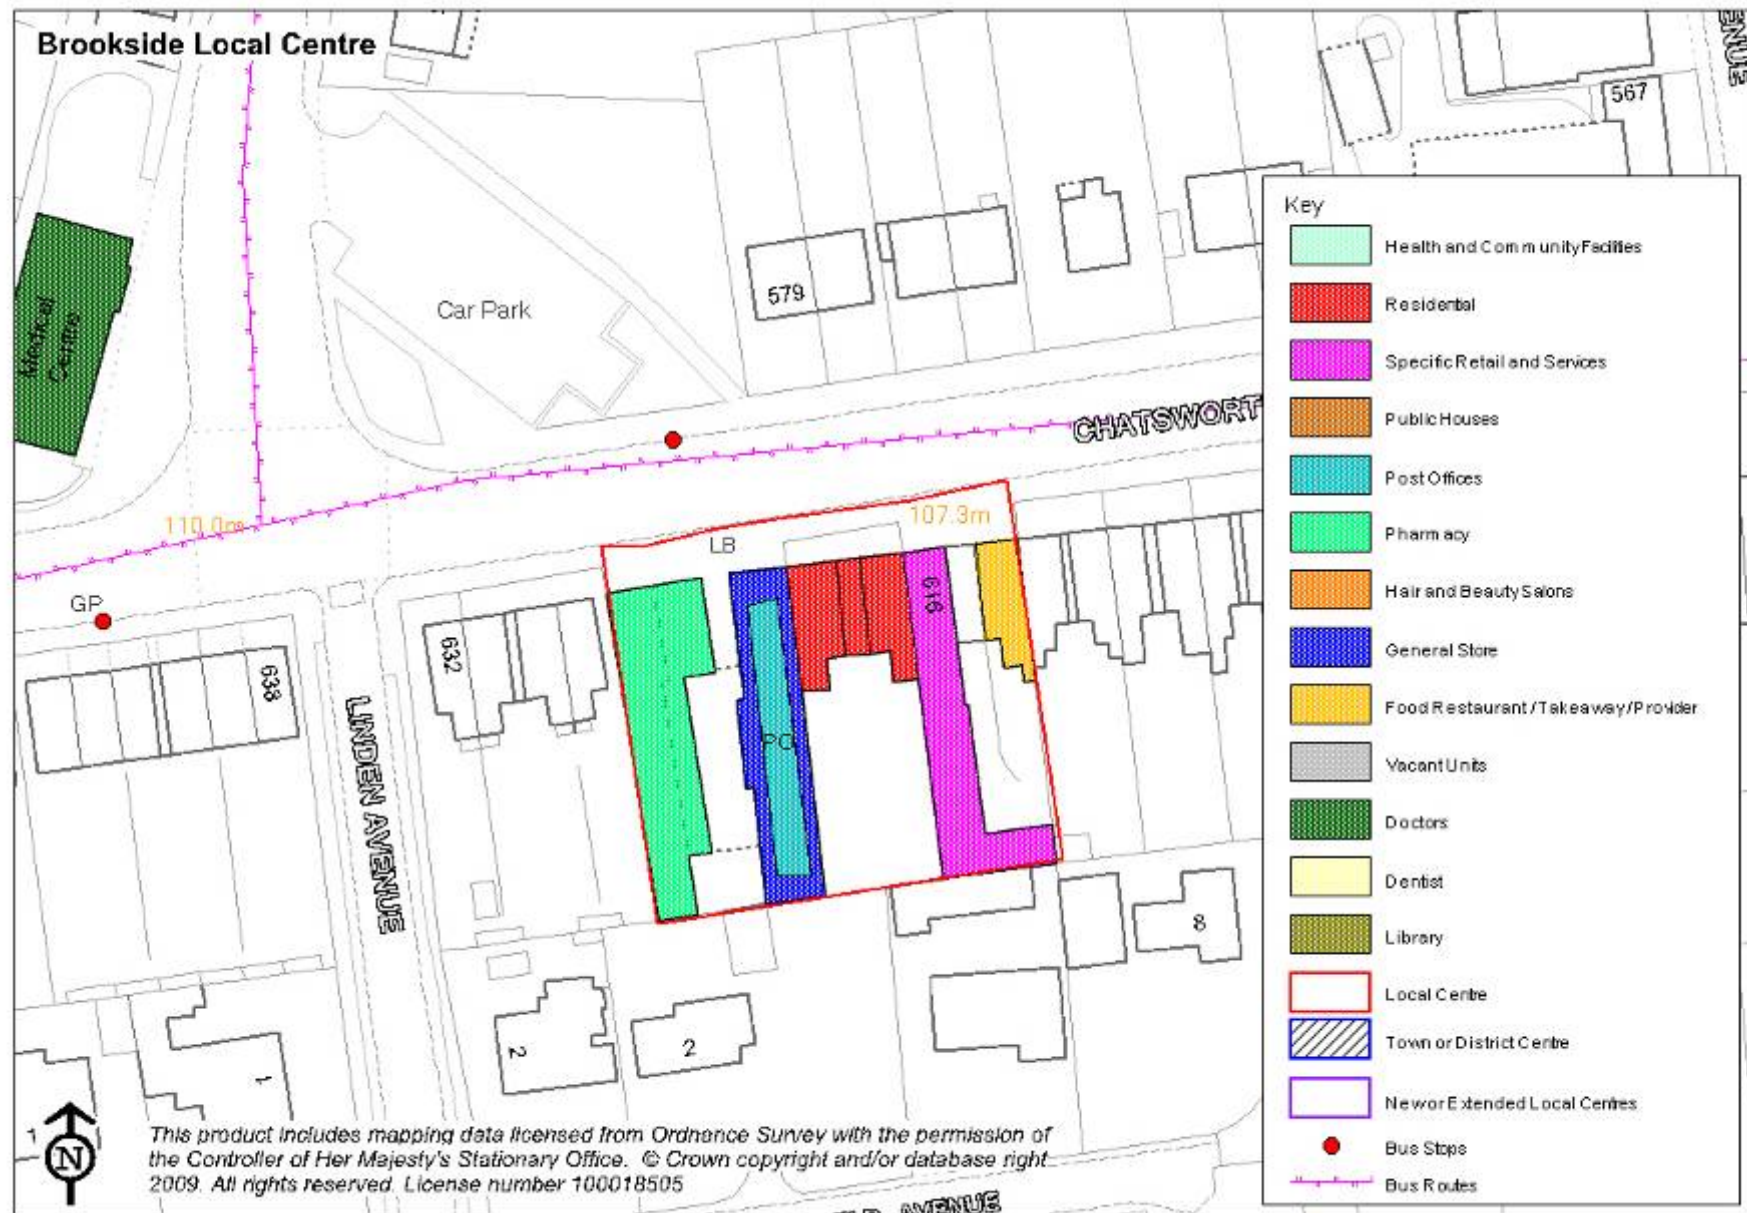 Brookside Local Centre
ENUE
567
Key
Health and Community Facilities
Residential
Specific Retail and Services
Public Houses
Post Offices
Pharmacy
Hair and Beauty Salons
General Store
Food Restaurant/Takeaway/Provider
Vacant Units
Doctors
Dentist
Library
Local Centre
Town or District Centre
New or Extended Local Centres
Bus Stops
Bus Routes
579
Car Park
Medical
Centre
CHATSWORT
110.0m
107.3m
LB
GP
616
632
638
PO
LINDEN AVENUE
8
2
2
1
1
N
This product includes mapping data licensed from Ordnance Survey with the permission of
the Controller of Her Majesty's Stationary Office. © Crown copyright and/or database right
2009. All rights reserved. License number 100018505
AVENUE